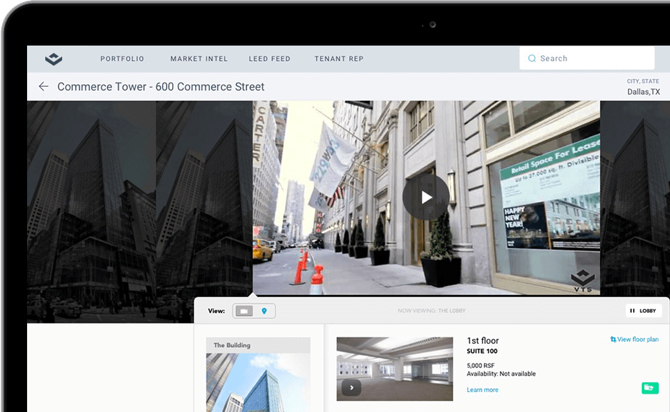 PORTFOLIO
MARKET INTEL
LEED FEED
TENANT REP
Search
Commerce Tower - 600 Commerce Street
CITY, STATE
Dallas,TX
CARTER
Retail Space For Lease
Up to 27,000 sq. ft. Divisible
HAPPY
NEW
YEAR!
VTS
View:
NOW VIEWING: THE LOBBY
LOBBY
The Building
1st floor
View floor plan
SUITE 100
5,000 RSF
Availability: Not available
Learn more